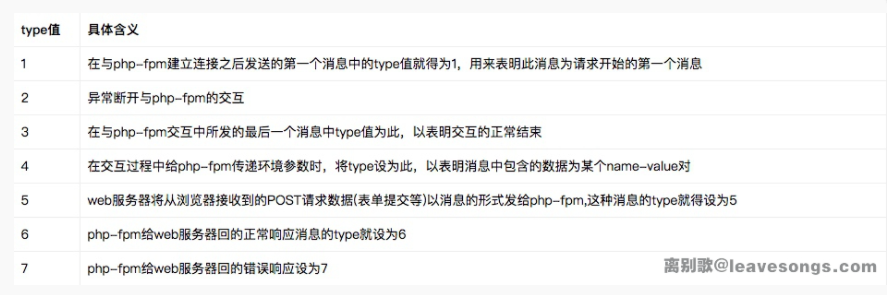 type值 具体含义
1 在与php-fpm建立连接之后发送的第一个消息中的type值就得为1，用来表明此消息为请求开始的第一个消息
2 异常断开与php-fpm的交互
3 在与php-fpm交互中所发的最后一个消息中type值为此，以表明交互的正常结束
4 在交互过程中给php-fpm传递环境参数时，将type设为此，以表明消息中包含的数据为某个name-value对
5 web服务器将从浏览器接收到的POST请求数据(表单提交等)以消息的形式发给php-fpm,这种消息的type就得设为5
6 php-fpm给web服务器回的正常响应消息的type就设为6
7 php-fpm给web服务器回的错误响应设为7
离别歌@leavesongs.com